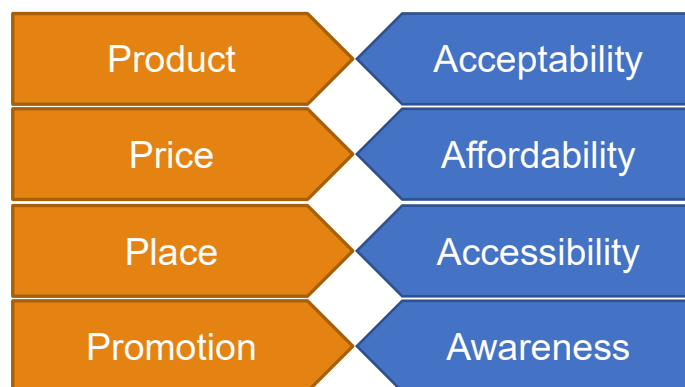 Product
Acceptability
Price
Affordability
Place
Accessibility
Promotion
Awareness